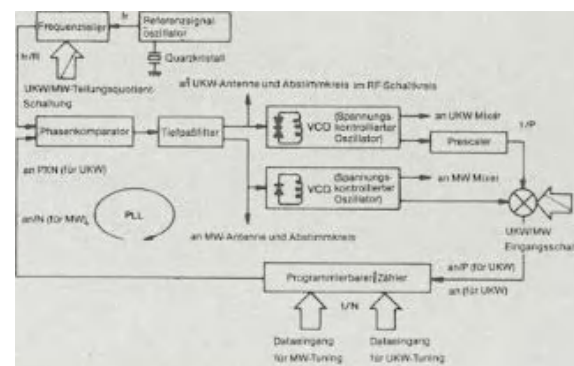 fr
Frequenzteiler
Referenzsignal
oszillator
Quarzkristall
fr/R
UKW/MW-Teilungsquotient-
Schaltung
an UKW-Antenne und Abstimmkreis im RF-Schaltkreis
Phasenkomparator
Tiefpaßfilter
VCO
(Spannungs-
kontrollierter
Oszillator)
an UKW Mixer
1/P
Prescaler
VCO
(Spannungs-
kontrollierter
Oszillator)
an MW Mixer
an PXN (für UKW)
an/N (für MW)
PLL
an MW-Antenne und Abstimmkreis
UKW/MW
Eingangsschal
an/P (für UKW)
Programmierbarer Zähler
an (für UKW)
1/N
Dataeingang
für MW-Tuning
Dataeingang
für UKW-Tuning